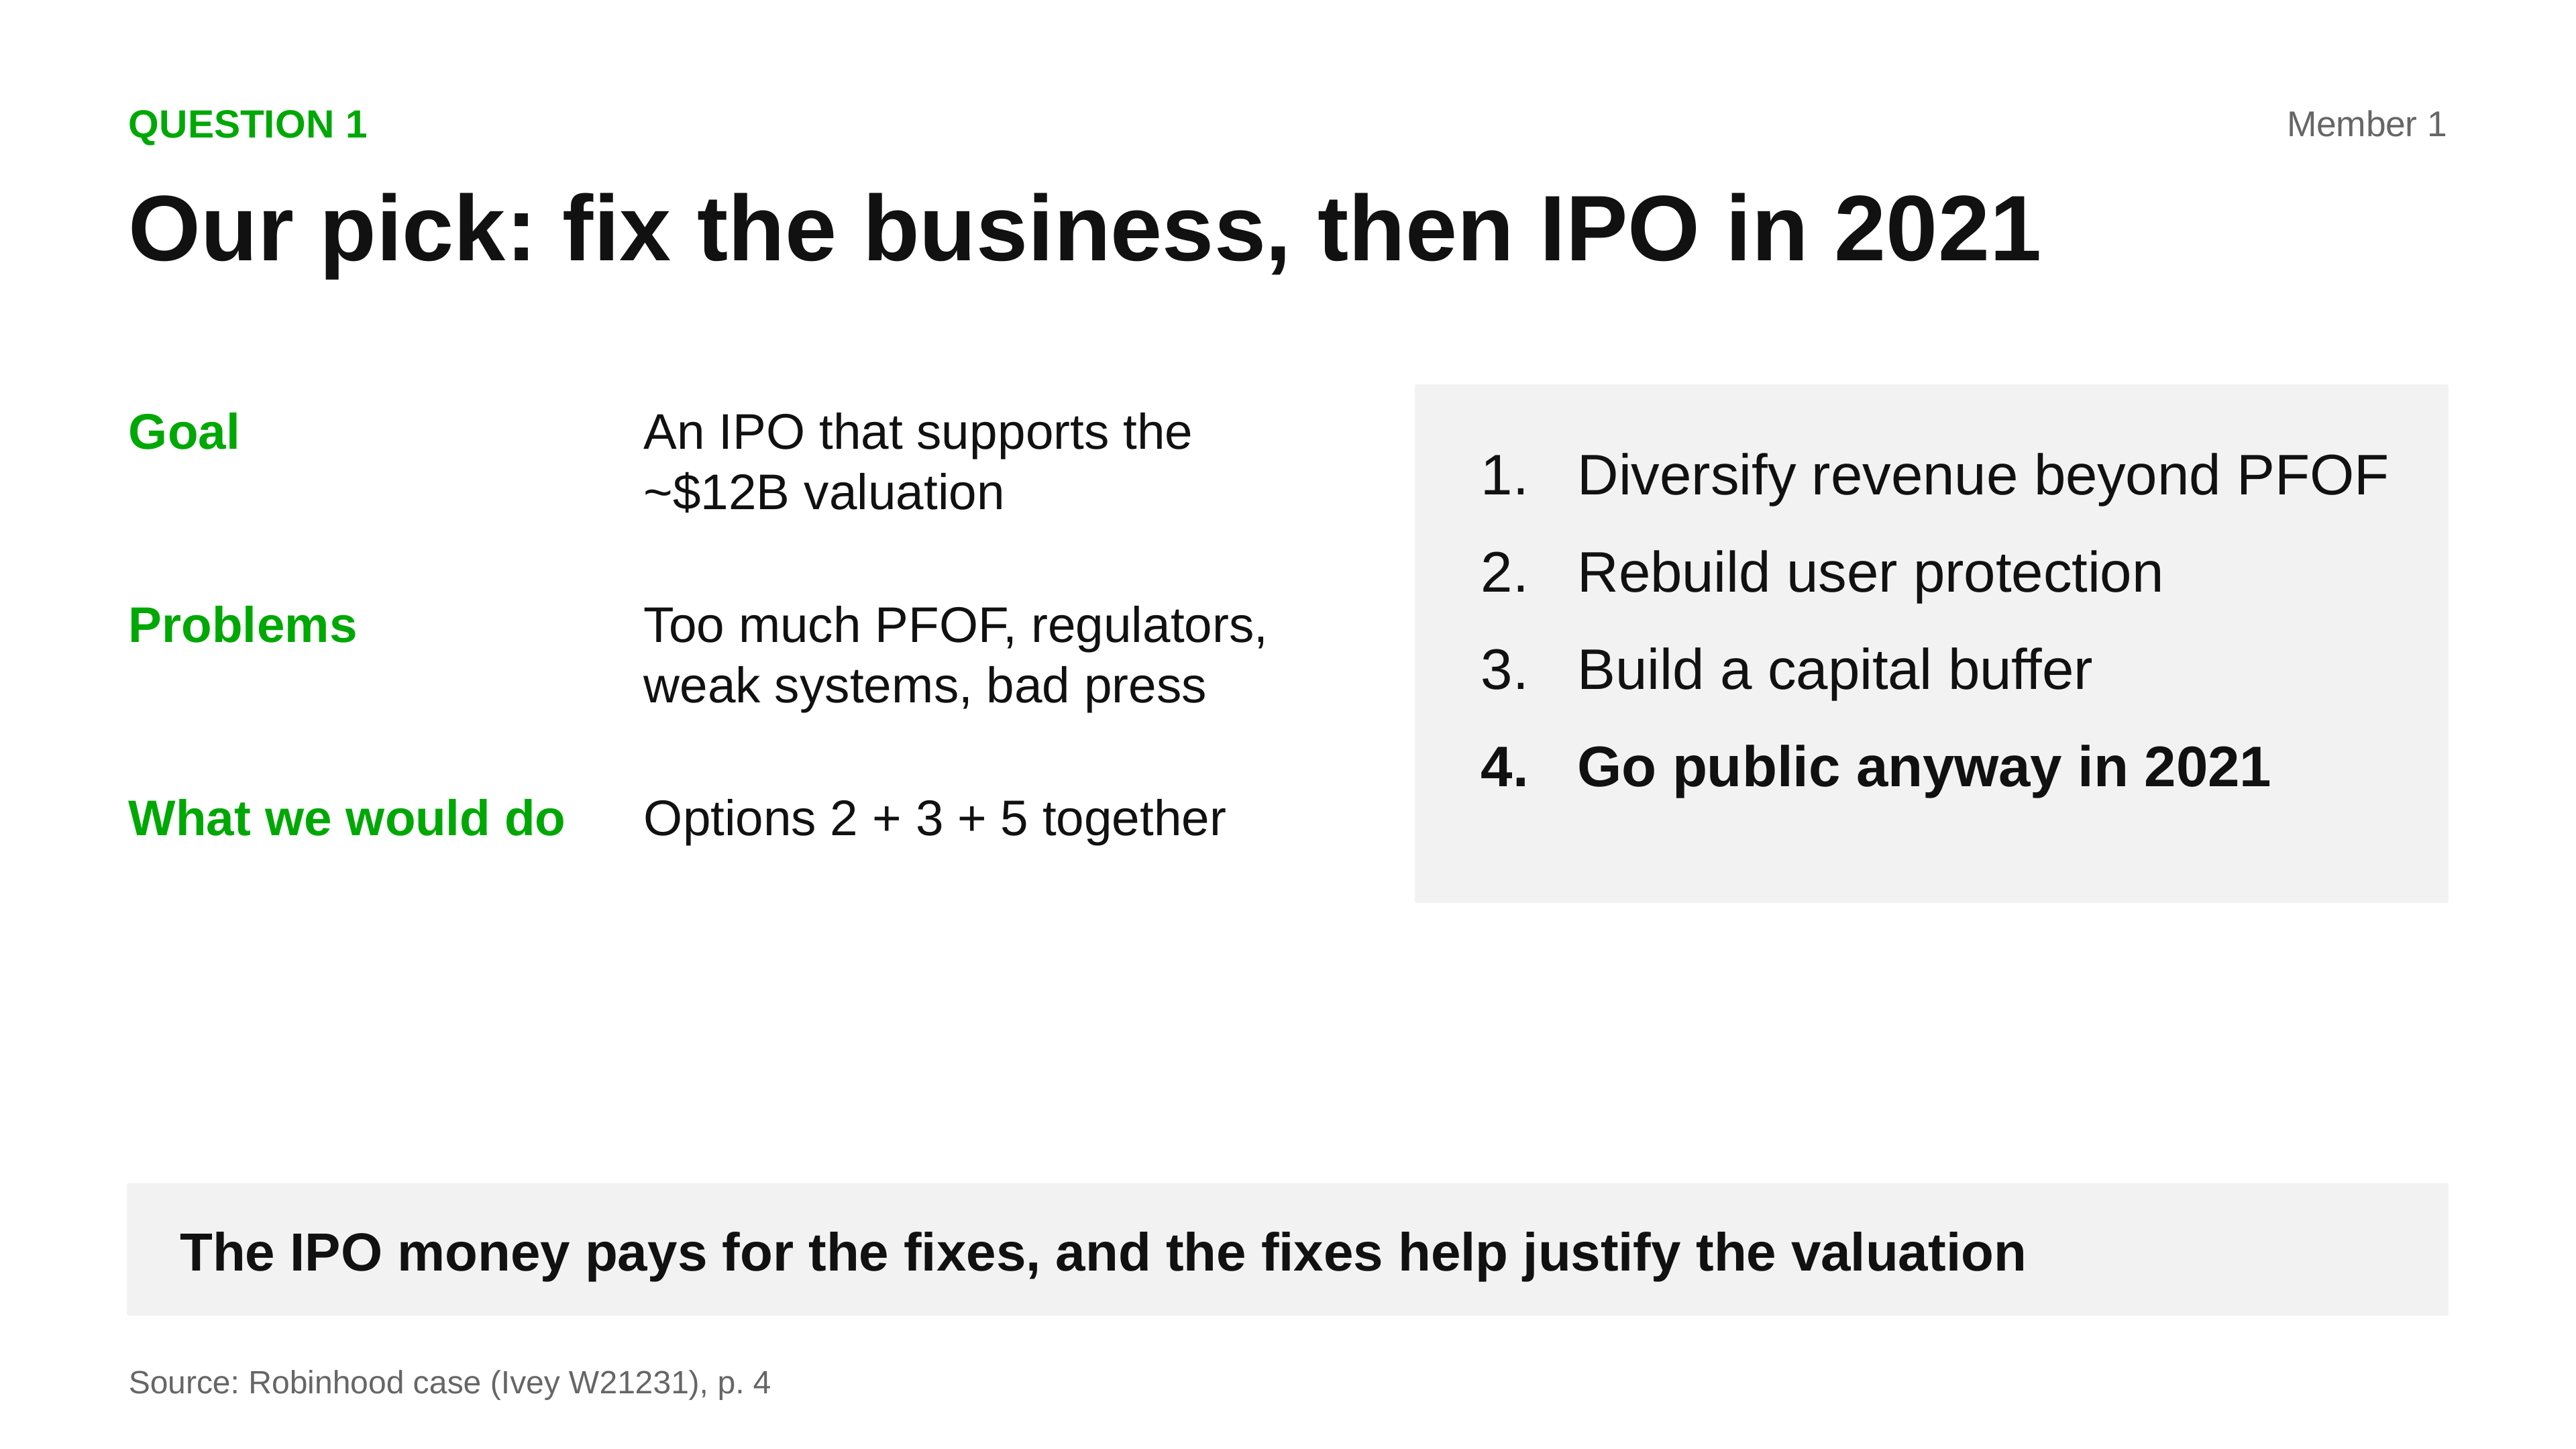 QUESTION 1
Member 1
Our pick: fix the business, then IPO in 2021
Goal
An IPO that supports the
~$12B valuation
Problems
Too much PFOF, regulators,
weak systems, bad press
What we would do
Options 2 + 3 + 5 together
1. Diversify revenue beyond PFOF
2. Rebuild user protection
3. Build a capital buffer
4. Go public anyway in 2021
The IPO money pays for the fixes, and the fixes help justify the valuation
Source: Robinhood case (Ivey W21231), p. 4